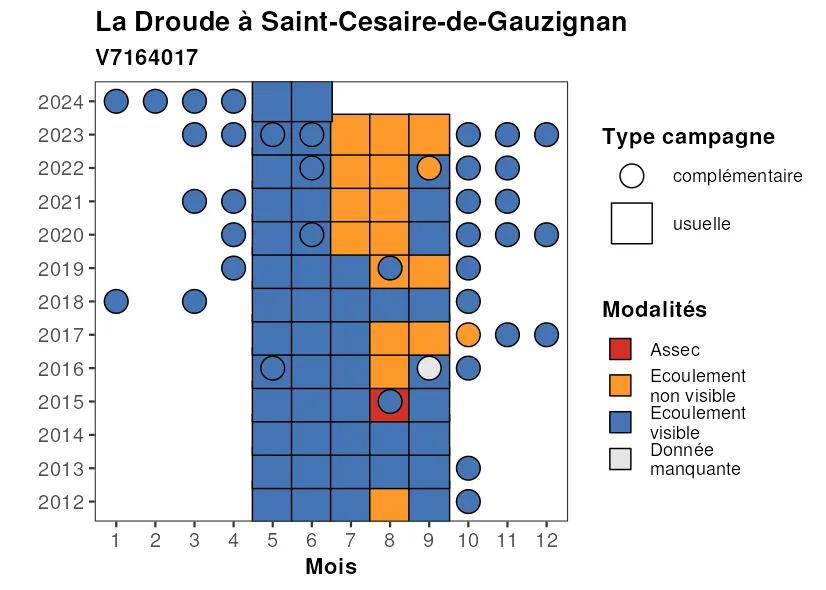 La Droude à Saint-Cesaire-de-Gauzignan
V7164017
2024
2023
2022
2021
2020
2019
2018
2017
2016
2015
2014
2013
2012
1 2 3 4 5 6 7 8 9 10 11 12
Mois
Type campagne
complémentaire
usuelle
Modalités
Assec
Ecoulement
non visible
Ecoulement
visible
Donnée
manquante